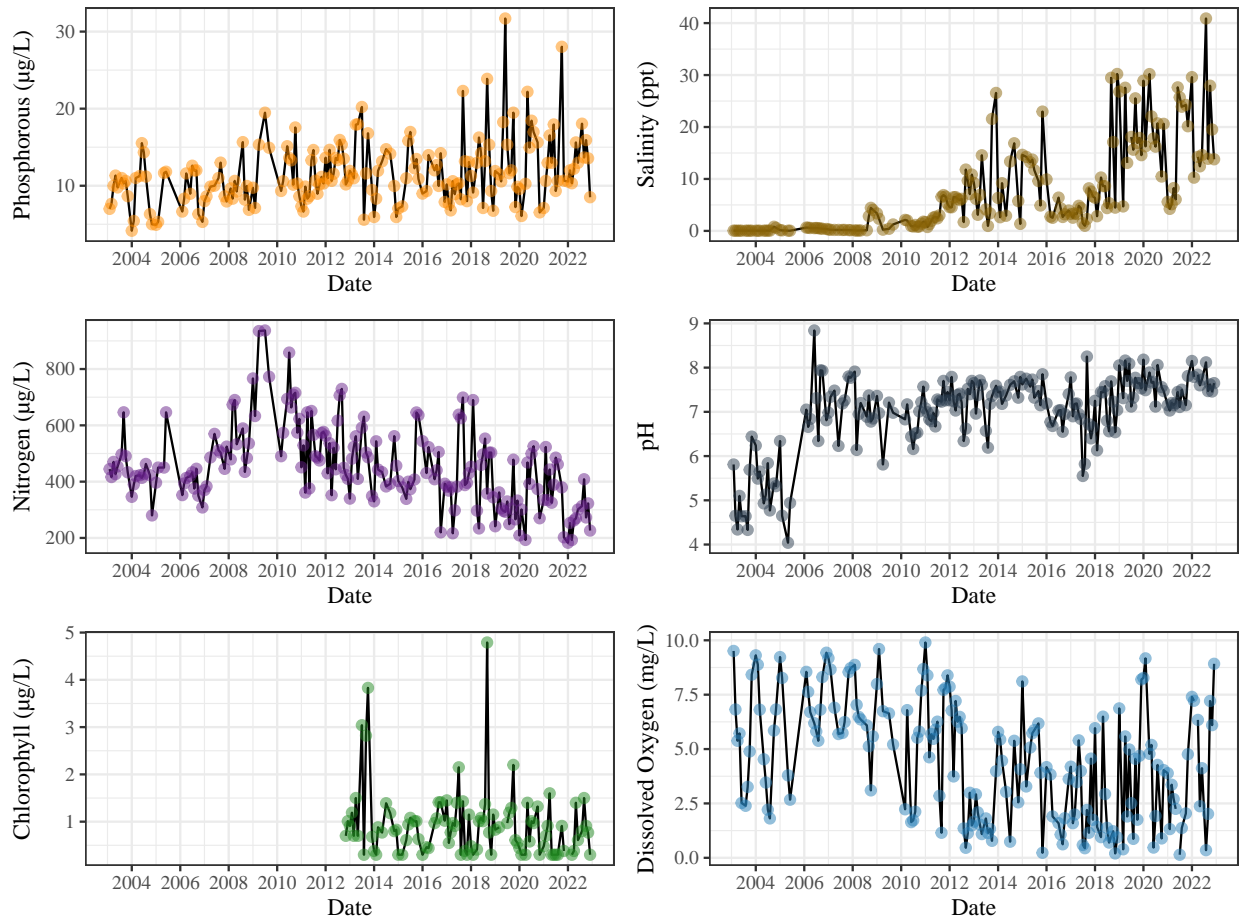 Phosphorous (µg/L)
30
20
10
2004 2006 2008 2010 2012 2014 2016 2018 2020 2022
Date
Salinity (ppt)
40
30
20
10
0
2004 2006 2008 2010 2012 2014 2016 2018 2020 2022
Date
Nitrogen (µg/L)
800
600
400
200
2004 2006 2008 2010 2012 2014 2016 2018 2020 2022
Date
pH
9
8
7
6
5
4
2004 2006 2008 2010 2012 2014 2016 2018 2020 2022
Date
Chlorophyll (µg/L)
5
4
3
2
1
2004 2006 2008 2010 2012 2014 2016 2018 2020 2022
Date
Dissolved Oxygen (mg/L)
10.0
7.5
5.0
2.5
0.0
2004 2006 2008 2010 2012 2014 2016 2018 2020 2022
Date